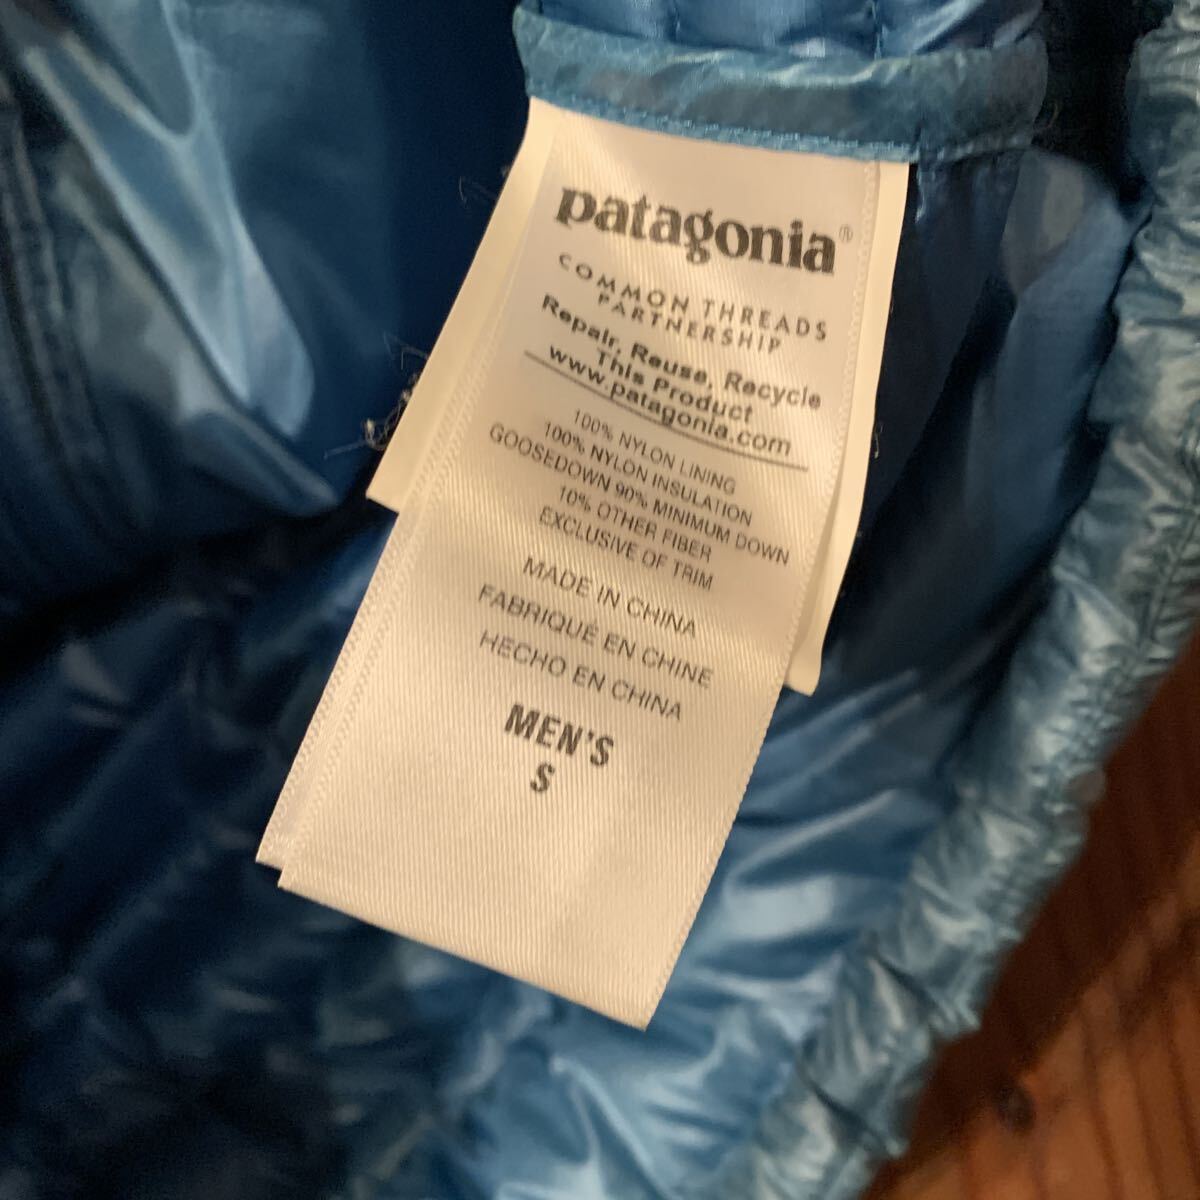 patagonia®
COMMON THREADS
PARTNERSHIP
Repair, Reuse, Recycle
This Product
www.patagonia.com
100% NYLON LINING
100% NYLON INSULATION
GOOSEDOWN 90% MINIMUM DOWN
10% OTHER FIBER
EXCLUSIVE OF TRIM
MADE IN CHINA
FABRIQUÉ EN CHINE
HECHO EN CHINA
MEN'S
S